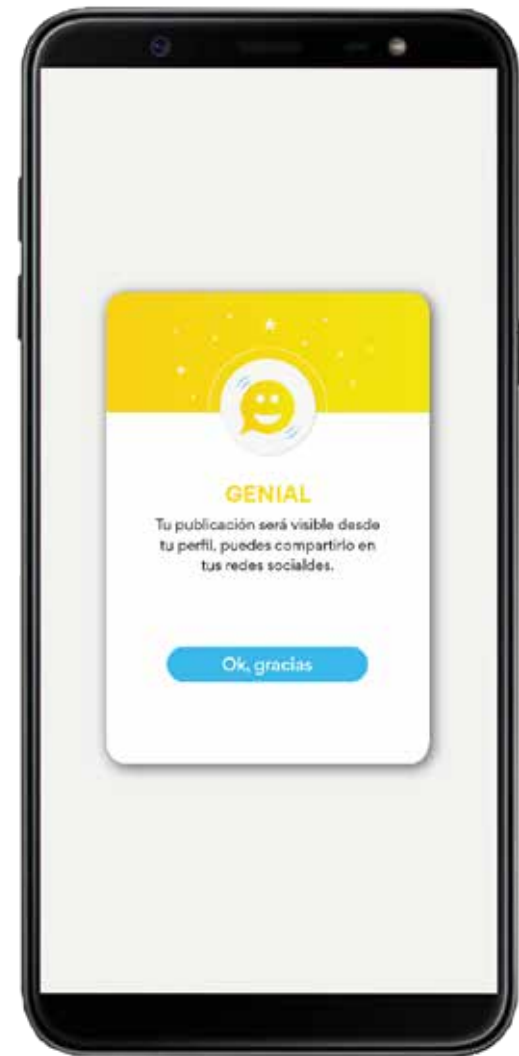 GENIAL
Tu publicación será visible desde
tu perfil, puedes compartirlo en
tus redes socialdes.
Ok, gracias